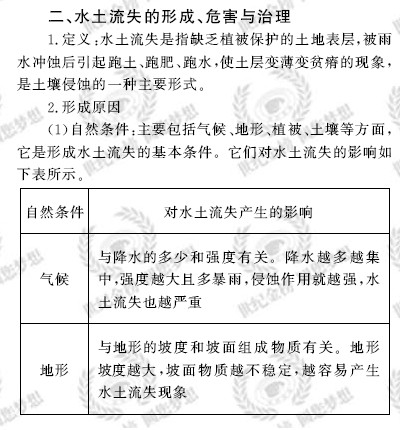 二、水土流失的形成、危害与治理
1.定义:水土流失是指缺乏植被保护的土地表层,被雨
水冲蚀后引起跑土、跑肥、跑水,使土层变薄变贫瘠的现象,
是土壤侵蚀的一种主要形式。
2.形成原因
(1)自然条件:主要包括气候、地形、植被、土壤等方面,
它是形成水土流失的基本条件。它们对水土流失的影响如
下表所示。
自然条件 对水土流失产生的影响
与降水的多少和强度有关。降水越多越集
气候 中,强度越大且多暴雨,侵蚀作用就越强,水
土流失也越严重
与地形的坡度和坡面组成物质有关。地形
地形 坡度越大,坡面物质越不稳定,越容易产生
水土流失现象